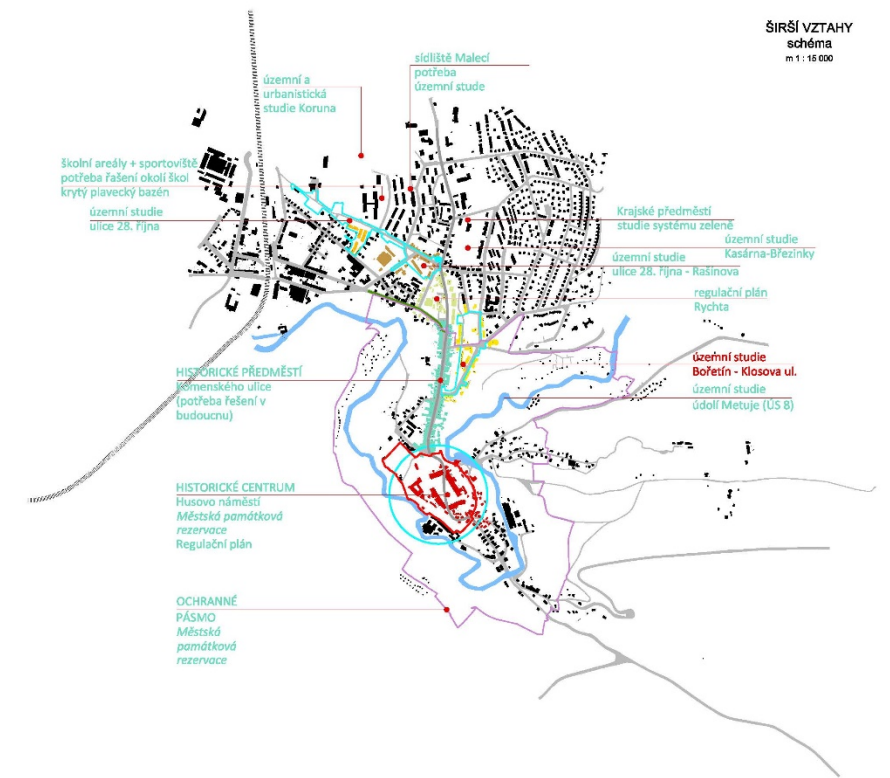 ŠIRŠÍ VZTAHY
schéma
m 1 : 15 000
sídliště Malecí
potřeba
územní stude
územní a
urbanistická
studie Koruna
školní areály + sportoviště
potřeba řašení okolí škol
krytý plavecký bazén
územní studie
ulice 28. října
Krajské předměstí
studie systému zeleně
územní studie
Kasárna-Březinky
územní studie
ulice 28. října - Rašínova
regulační plán
Rychta
územní studie
Bořetín - Klosova ul.
územní studie
údolí Metuje (ÚS 8)
HISTORICKÉ PŘEDMĚSTÍ
Komenského ulice
(potřeba řešení v
budoucnu)
HISTORICKÉ CENTRUM
Husovo náměstí
Městská památková
rezervace
Regulační plán
OCHRANNÉ
PÁSMO
Městská
památková
rezervace